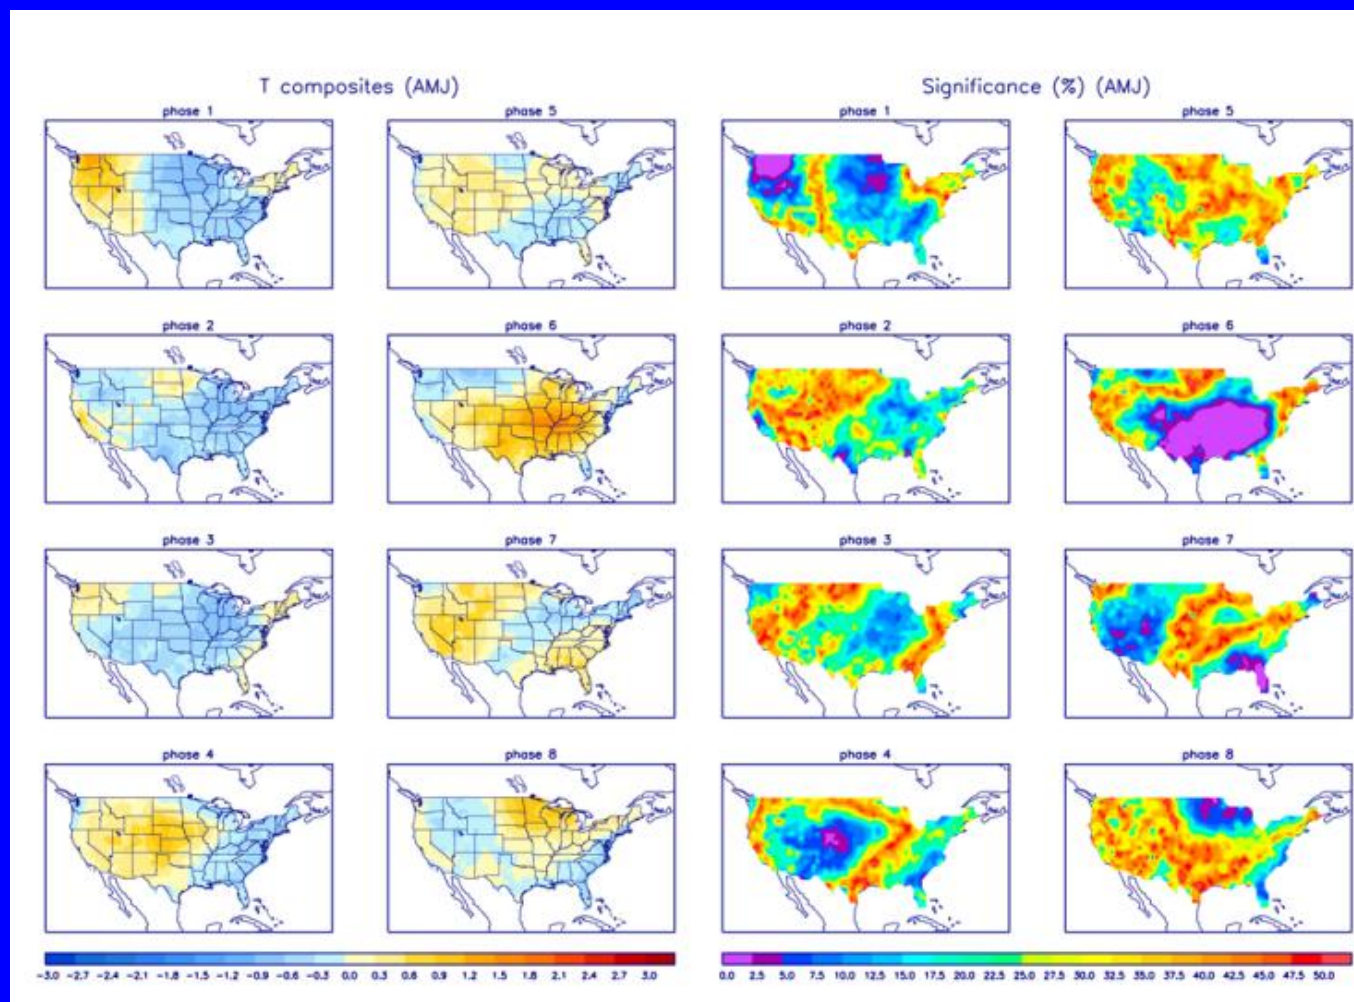 T composites (AMJ) Significance (%) (AMJ)
phase 1 phase 5 phase 1 phase 5
phase 2 phase 6 phase 2 phase 6
phase 3 phase 7 phase 3 phase 7
phase 4 phase 8 phase 4 phase 8
-3.0 -2.7 -2.4 -2.1 -1.8 -1.5 -1.2 -0.9 -0.6 -0.3 0.0 0.3 0.6 0.9 1.2 1.5 1.8 2.1 2.4 2.7 3.0 0.0 2.5 5.0 7.5 10.0 12.5 15.0 17.5 20.0 22.5 25.0 27.5 30.0 32.5 35.0 37.5 40.0 42.5 45.0 47.5 50.0